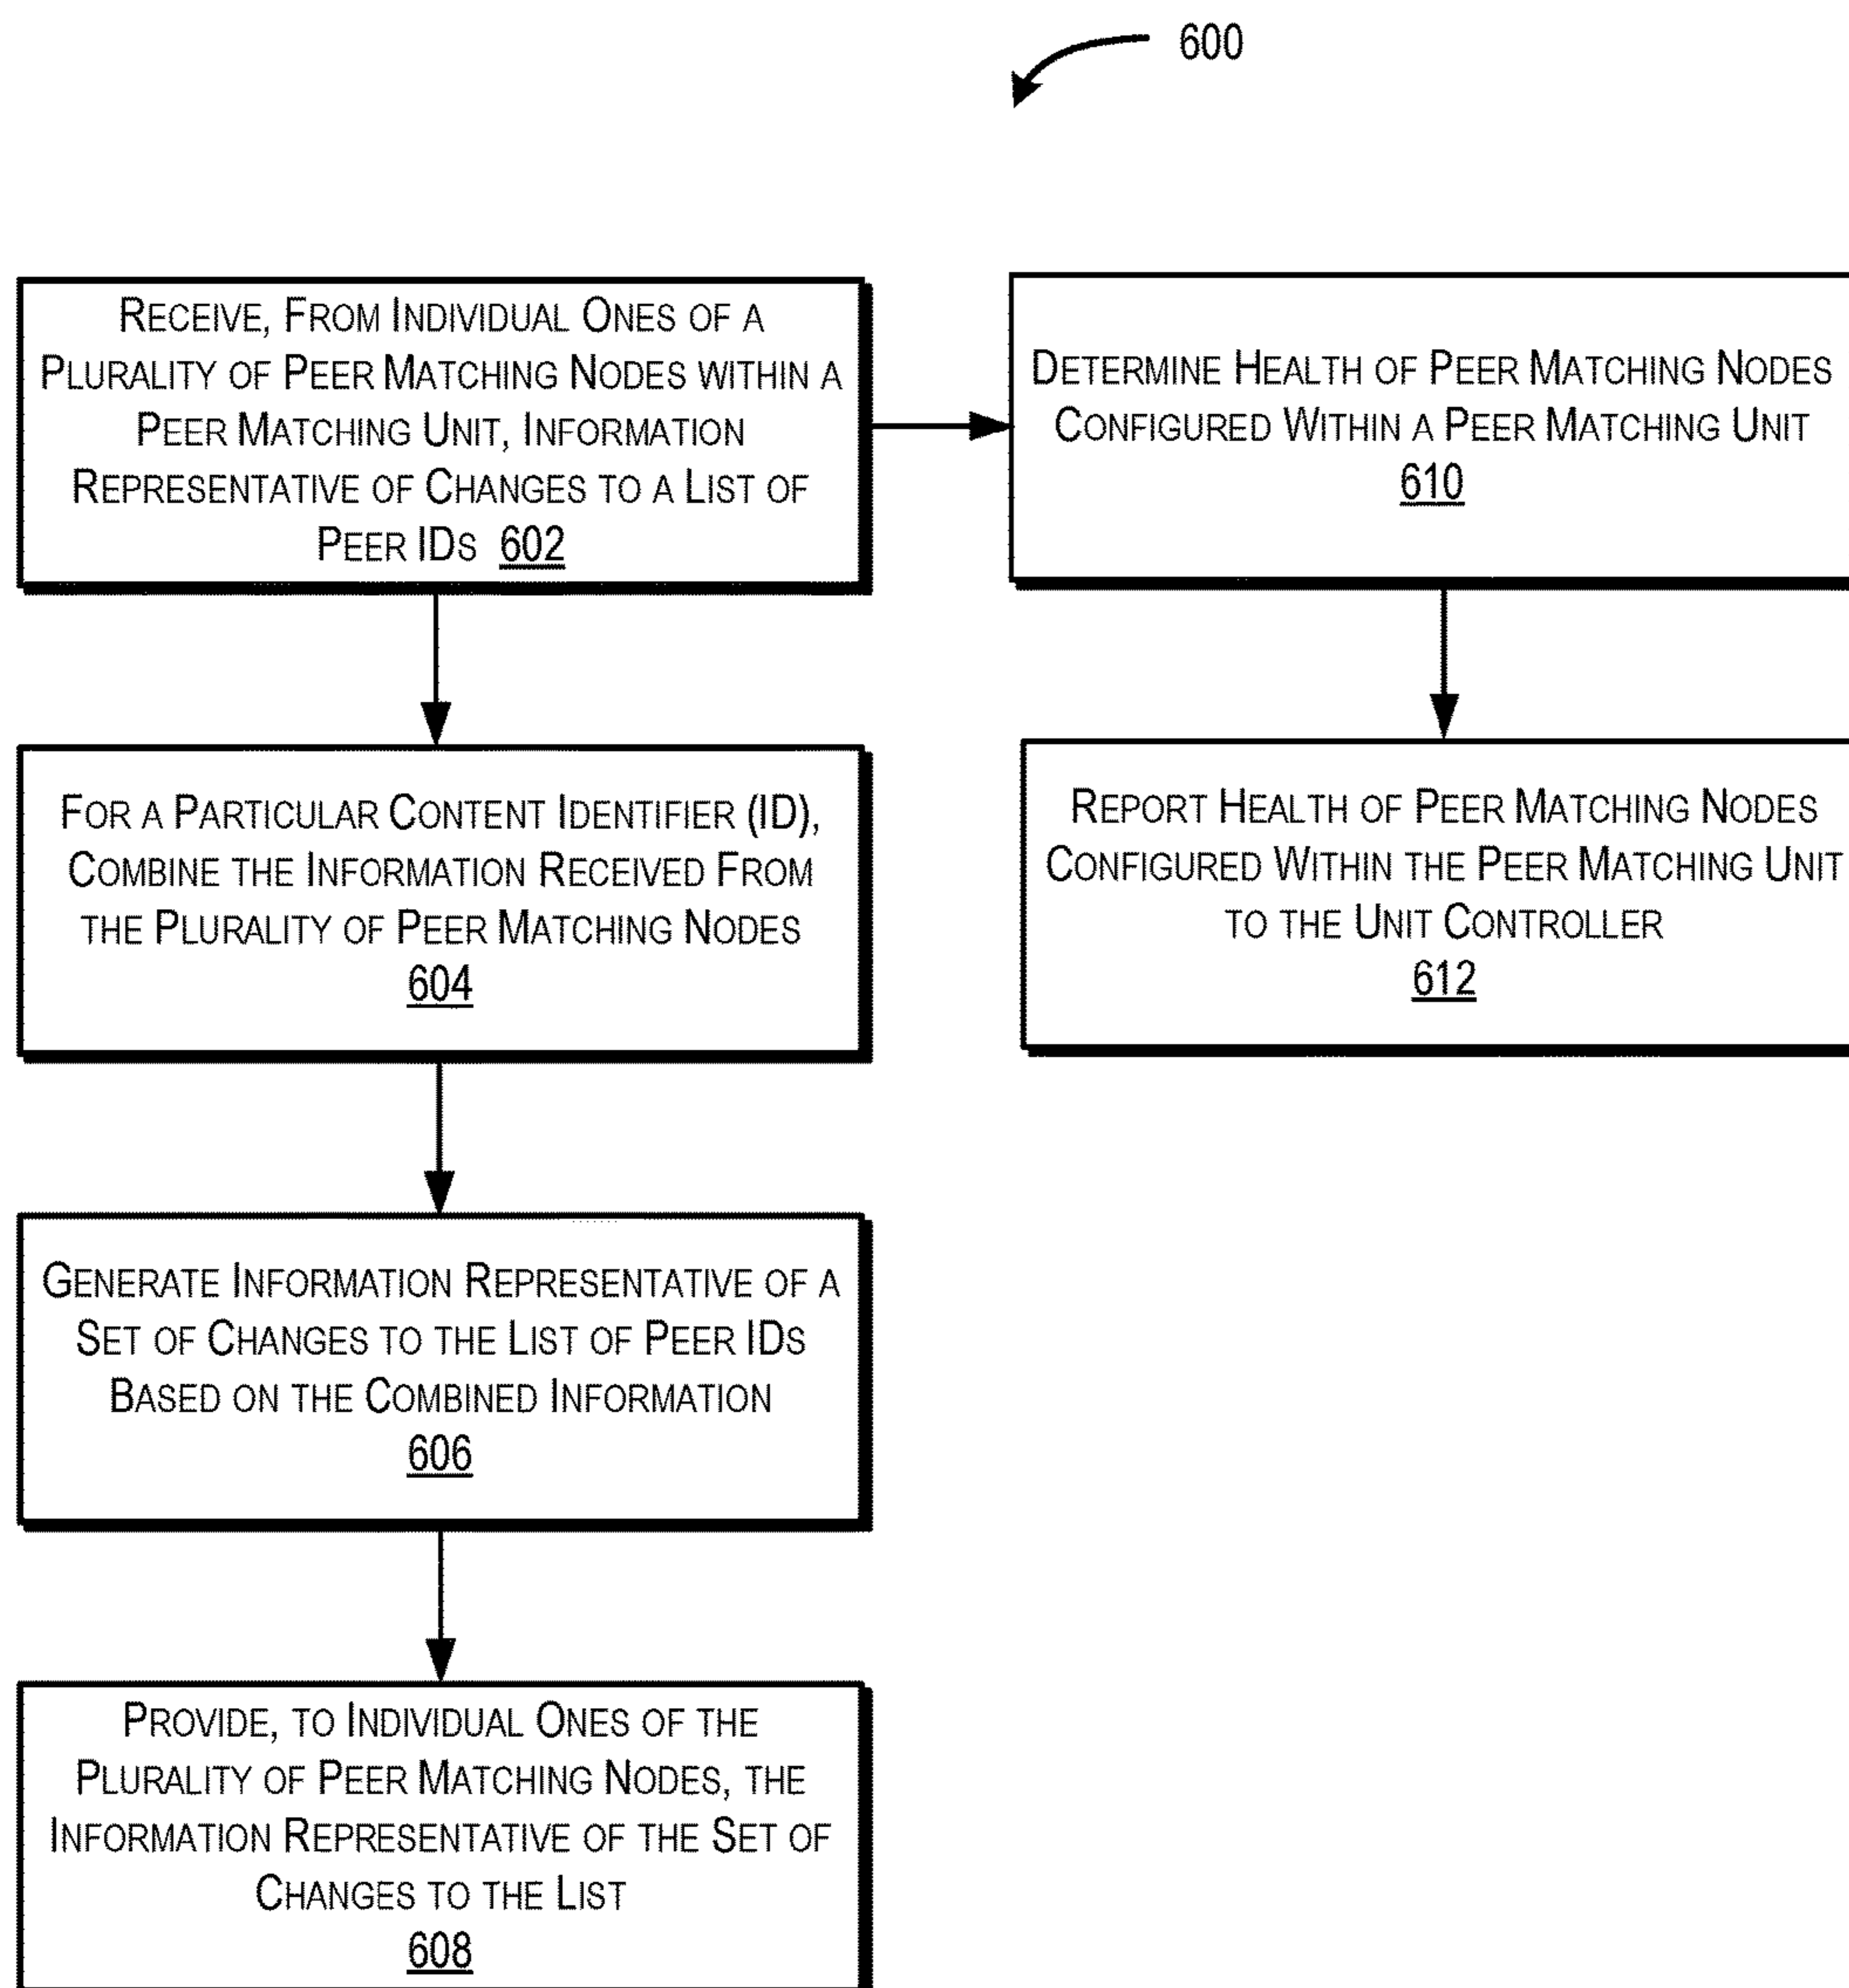 600
Receive, From Individual Ones of a
Plurality of Peer Matching Nodes within a
Peer Matching Unit, Information
Representative of Changes to a List of
Peer IDs 602
Determine Health of Peer Matching Nodes
Configured Within a Peer Matching Unit
610
For a Particular Content Identifier (ID),
Combine the Information Received From
the Plurality of Peer Matching Nodes
604
Report Health of Peer Matching Nodes
Configured Within the Peer Matching Unit
to the Unit Controller
612
Generate Information Representative of a
Set of Changes to the List of Peer IDs
Based on the Combined Information
606
Provide, to Individual Ones of the
Plurality of Peer Matching Nodes, the
Information Representative of the Set of
Changes to the List
608